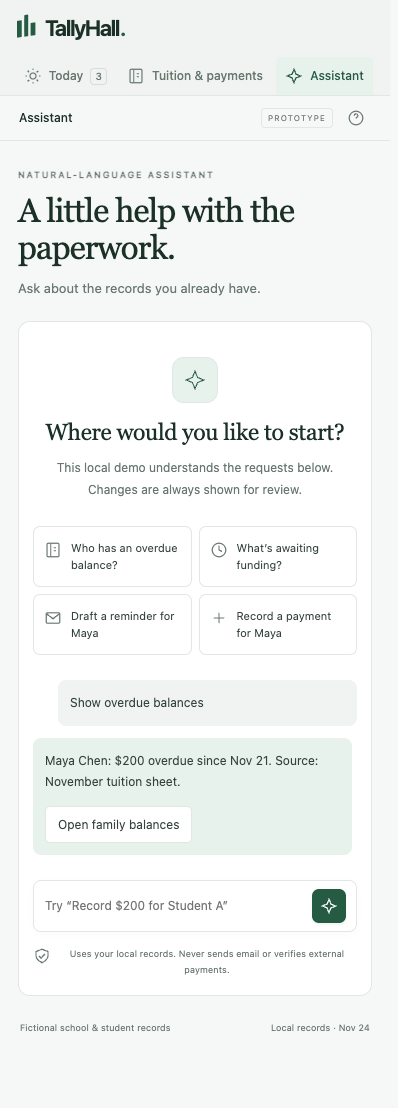 TallyHall.
Today 3 Tuition & payments Assistant
Assistant PROTOTYPE ?
NATURAL-LANGUAGE ASSISTANT
A little help with the
paperwork.
Ask about the records you already have.
Where would you like to start?
This local demo understands the requests below.
Changes are always shown for review.
Who has an overdue
balance?
What's awaiting
funding?
Draft a reminder for
Maya
Record a payment
for Maya
Show overdue balances
Maya Chen: $200 overdue since Nov 21. Source:
November tuition sheet.
Open family balances
Try “Record $200 for Student A”
Uses your local records. Never sends email or verifies external
payments.
Fictional school & student records
Local records · Nov 24